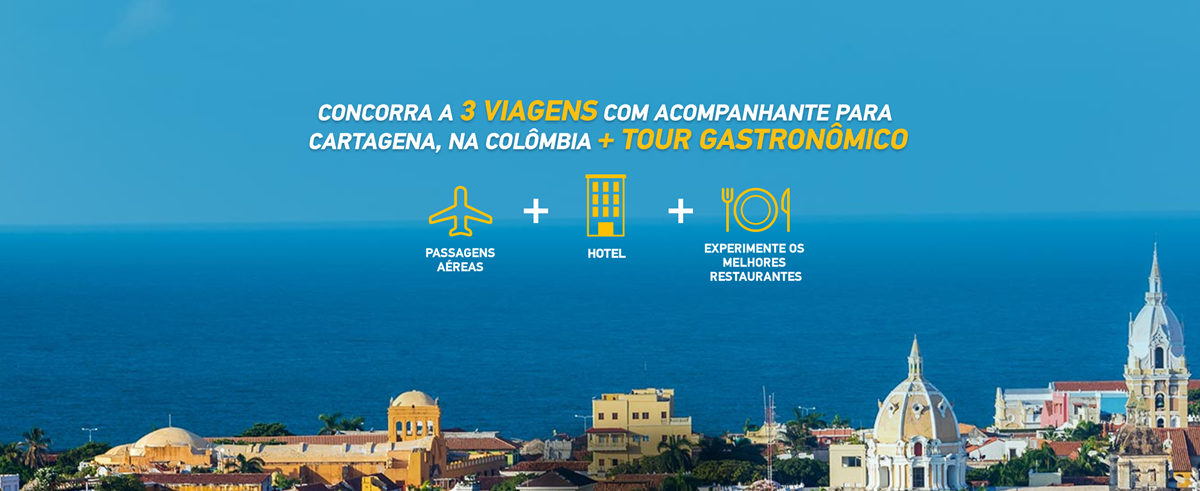 CONCORRA A 3 VIAGENS COM ACOMPANHANTE PARA
CARTAGENA, NA COLÔMBIA + TOUR GASTRONÔMICO
+
+
PASSAGENS
AÉREAS
HOTEL
EXPERIMENTE OS
MELHORES
RESTAURANTES